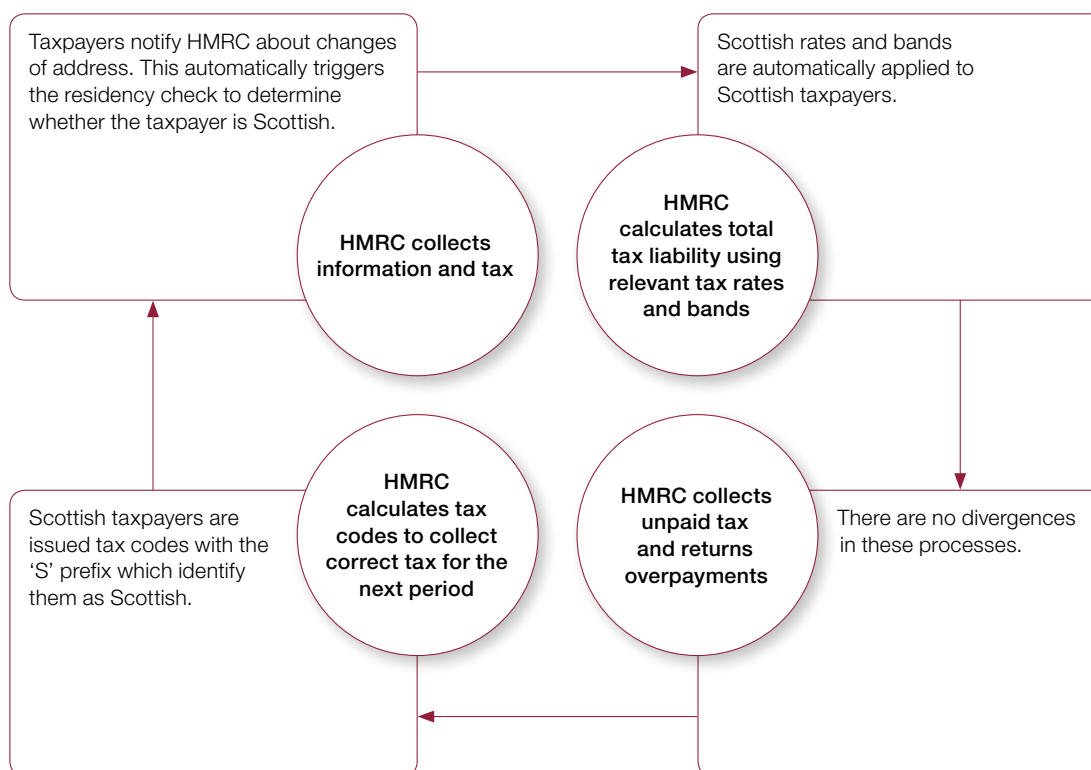 Taxpayers notify HMRC about changes
of address. This automatically triggers
the residency check to determine
whether the taxpayer is Scottish.
HMRC collects
information and tax
Scottish rates and bands
are automatically applied to
Scottish taxpayers.
HMRC
calculates total
tax liability using
relevant tax rates
and bands
There are no divergences
in these processes.
HMRC collects
unpaid tax
and returns
overpayments
HMRC
calculates tax
codes to collect
correct tax for the
next period
Scottish taxpayers are
issued tax codes with the
‘S’ prefix which identify
them as Scottish.